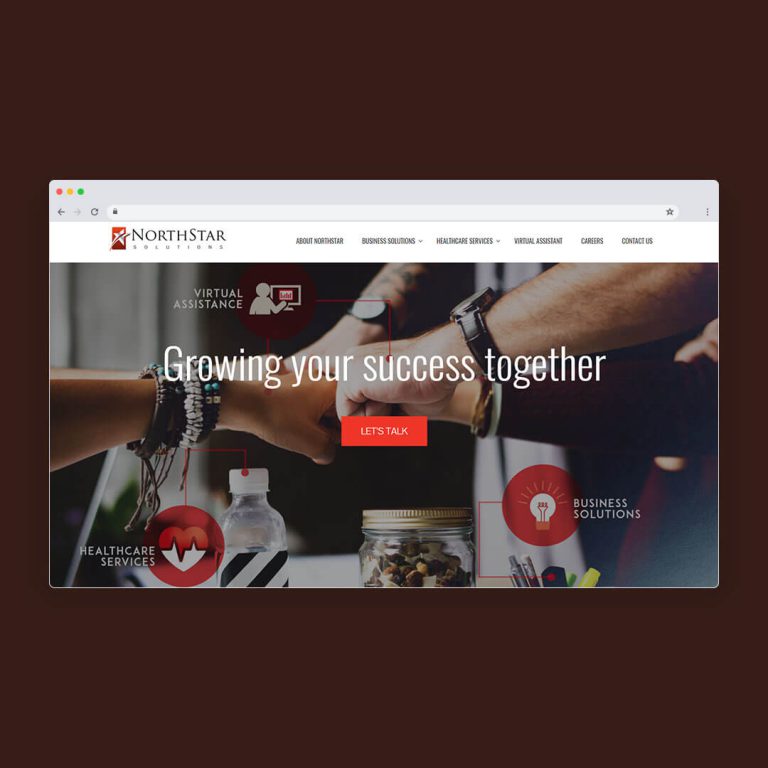 NORTHSTAR
SOLUTIONS
ABOUT NORTHSTAR BUSINESS SOLUTIONS HEALTHCARE SERVICES VIRTUAL ASSISTANT CAREERS CONTACT US
VIRTUAL
ASSISTANCE
Growing your success together
LET'S TALK
BUSINESS
SOLUTIONS
HEALTHCARE
SERVICES